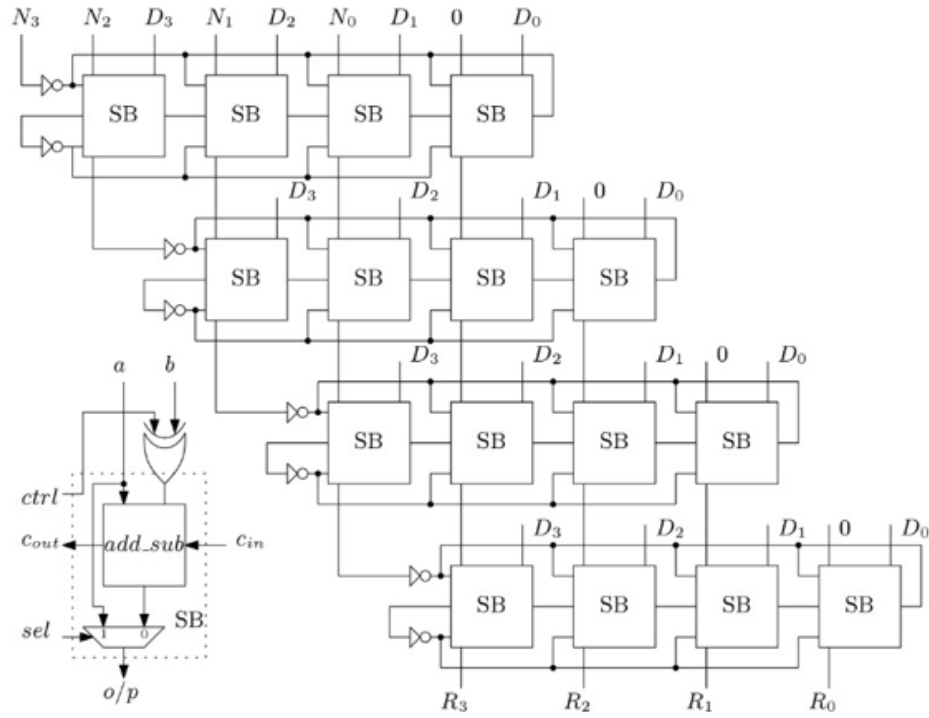 N₃ N₂ D₃ N₁ D₂ N₀ D₁ 0 D₀
SB SB SB SB
D₃ D₂ D₁ 0 D₀
SB SB SB SB
D₃ D₂ D₁ 0 D₀
SB SB SB SB
D₃ D₂ D₁ 0 D₀
SB SB SB SB
R₃ R₂ R₁ R₀
a b
ctrl
c_out add_sub c_in
SB
sel 1 0
o/p